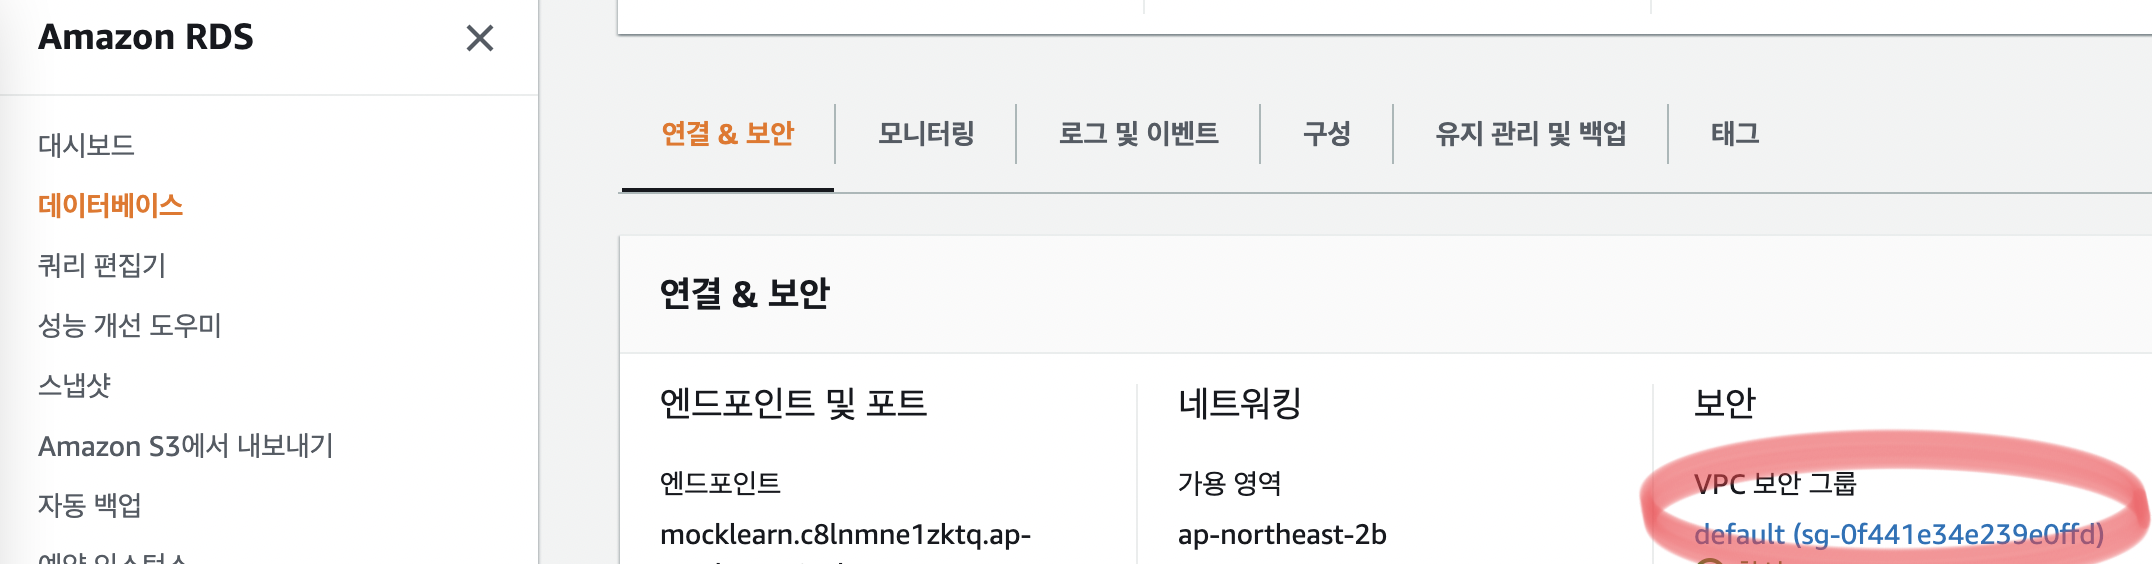 Amazon RDS
대시보드
데이터베이스
쿼리 편집기
성능 개선 도우미
스냅샷
Amazon S3에서 내보내기
자동 백업
연결 & 보안
모니터링
로그 및 이벤트
구성
유지 관리 및 백업
태그
연결 & 보안
엔드포인트 및 포트
엔드포인트
mocklearn.c8lnmne1zktq.ap-
네트워킹
가용 영역
ap-northeast-2b
보안
VPC 보안 그룹
default (sg-0f441e34e239e0ffd)